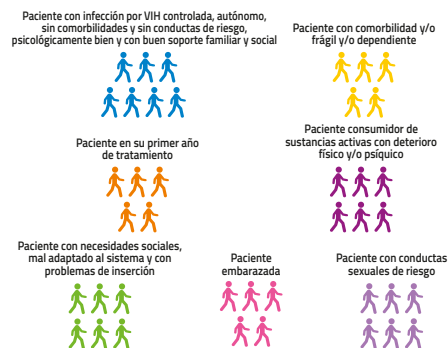 Paciente con infección por VIH controlada, autónomo,
sin comorbilidades y sin conductas de riesgo,
psicológicamente bien y con buen soporte familiar y social
Paciente con comorbilidad y/o
frágil y/o dependiente
Paciente en su primer año
de tratamiento
Paciente consumidor de
sustancias activas con deterioro
físico y/o psíquico
Paciente con necesidades sociales,
mal adaptado al sistema y con
problemas de inserción
Paciente
embarazada
Paciente con conductas
sexuales de riesgo